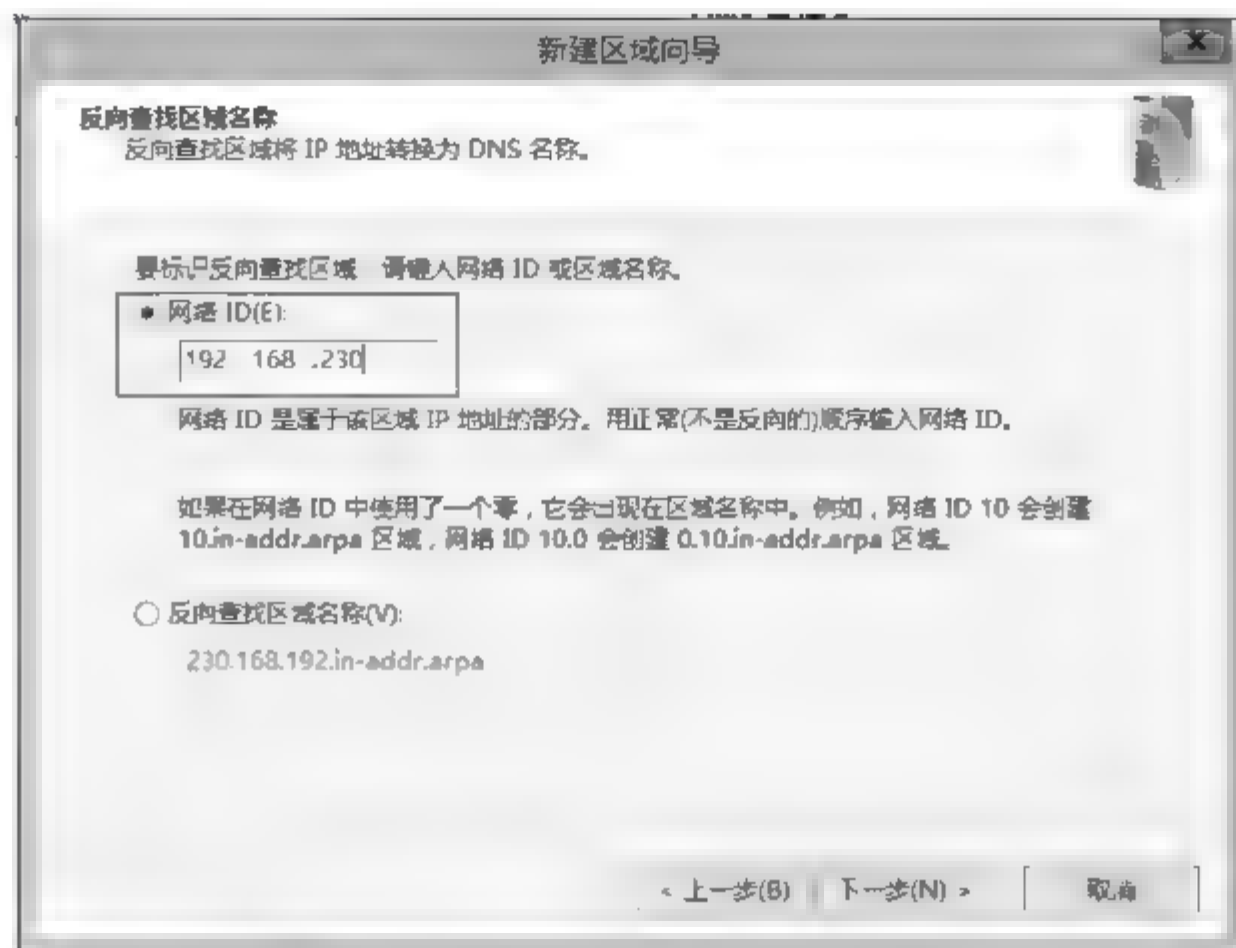 新建区域向导
反向查找区域名称
反向查找区域将 IP 地址转换为 DNS 名称。
要标识反向查找区域 请键入网络 ID 或区域名称。
网络 ID(E):
192 168 .230
网络 ID 是属于该区域 IP 地址的部分。用正常(不是反向的)顺序输入网络 ID。
如果在网络 ID 中使用了一个零，它会出现在区域名称中。例如，网络 ID 10 会创建
10.in-addr.arpa 区域，网络 ID 10.0 会创建 0.10.in-addr.arpa 区域。
反向查找区域名称(V):
230.168.192.in-addr.arpa
< 上一步(B) 下一步(N) > 取消